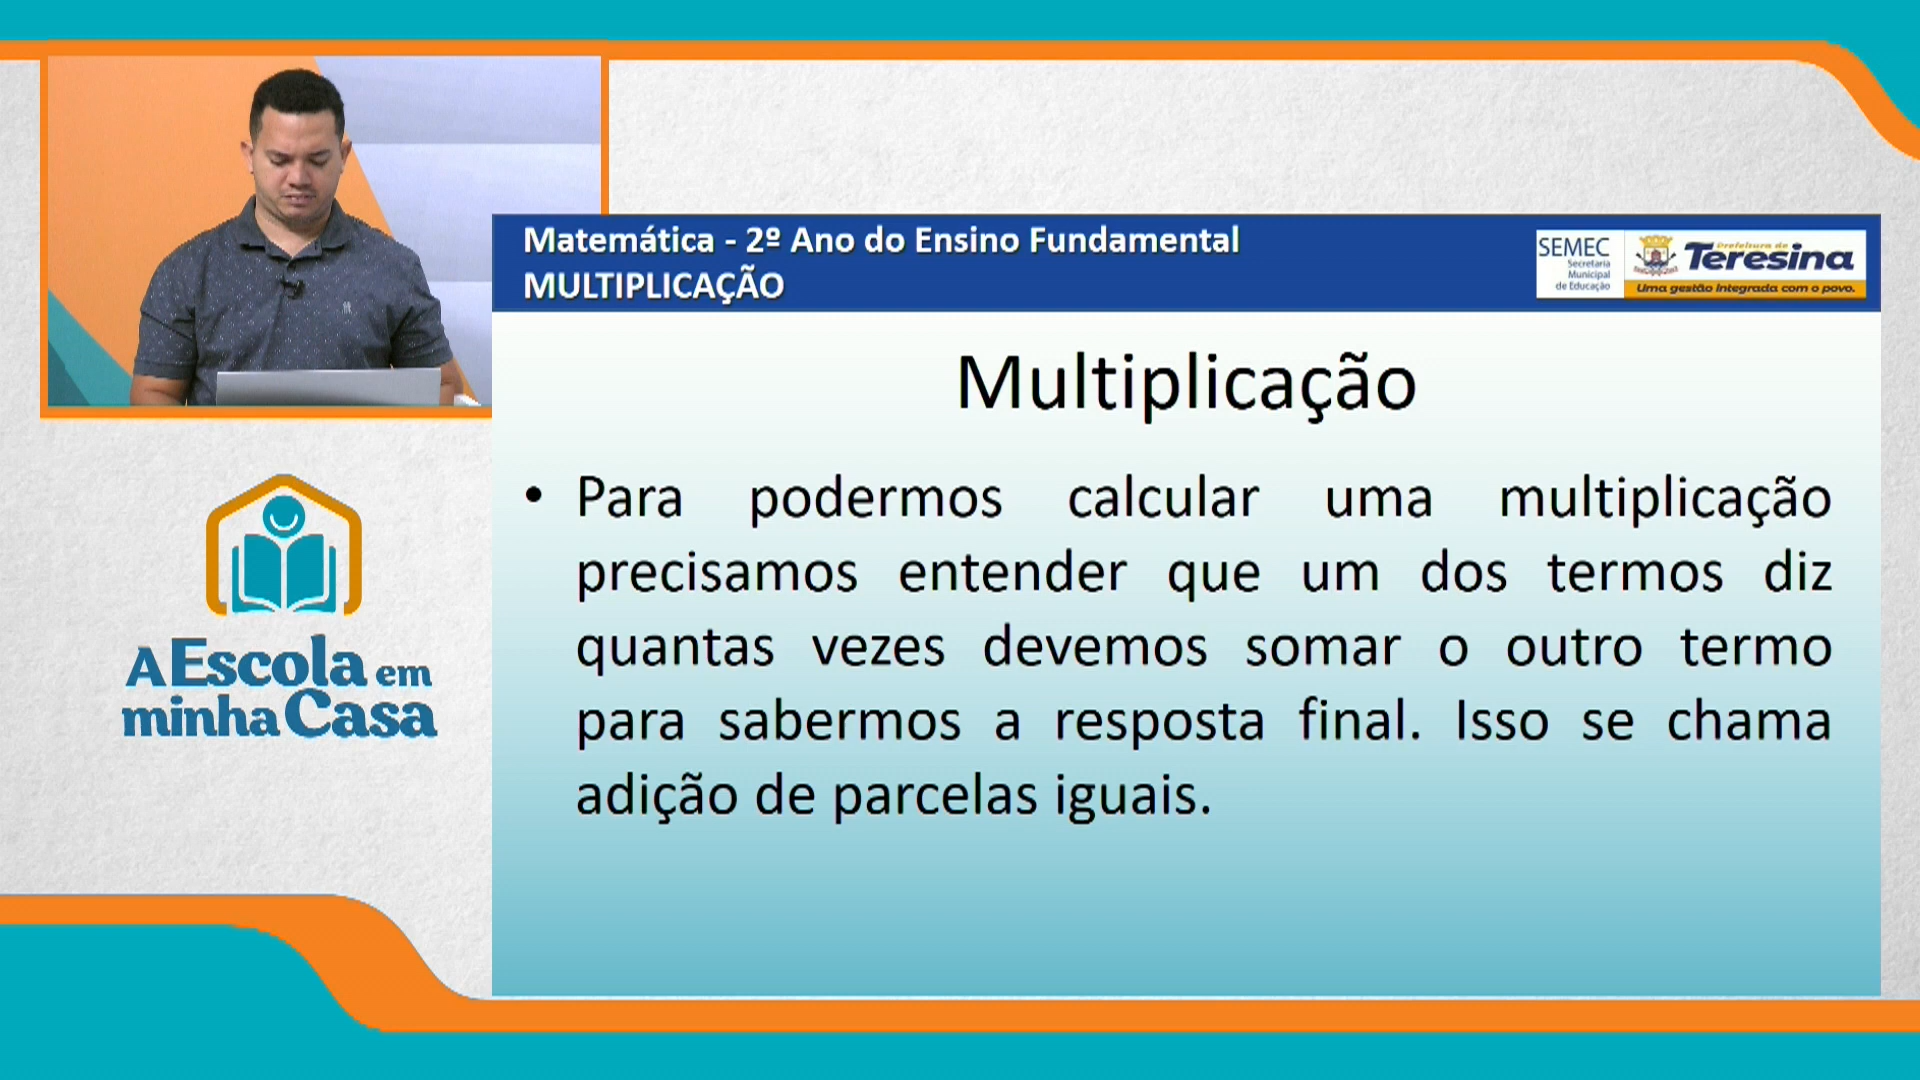 Matemática - 2º Ano do Ensino Fundamental
MULTIPLICAÇÃO
SEMEC
Secretaria
Municipal
de Educação
Prefeitura de
Teresina
Uma gestão integrada com o povo.
Multiplicação
• Para podermos calcular uma multiplicação
precisamos entender que um dos termos diz
quantas vezes devemos somar o outro termo
para sabermos a resposta final. Isso se chama
adição de parcelas iguais.
A Escola em
minha Casa